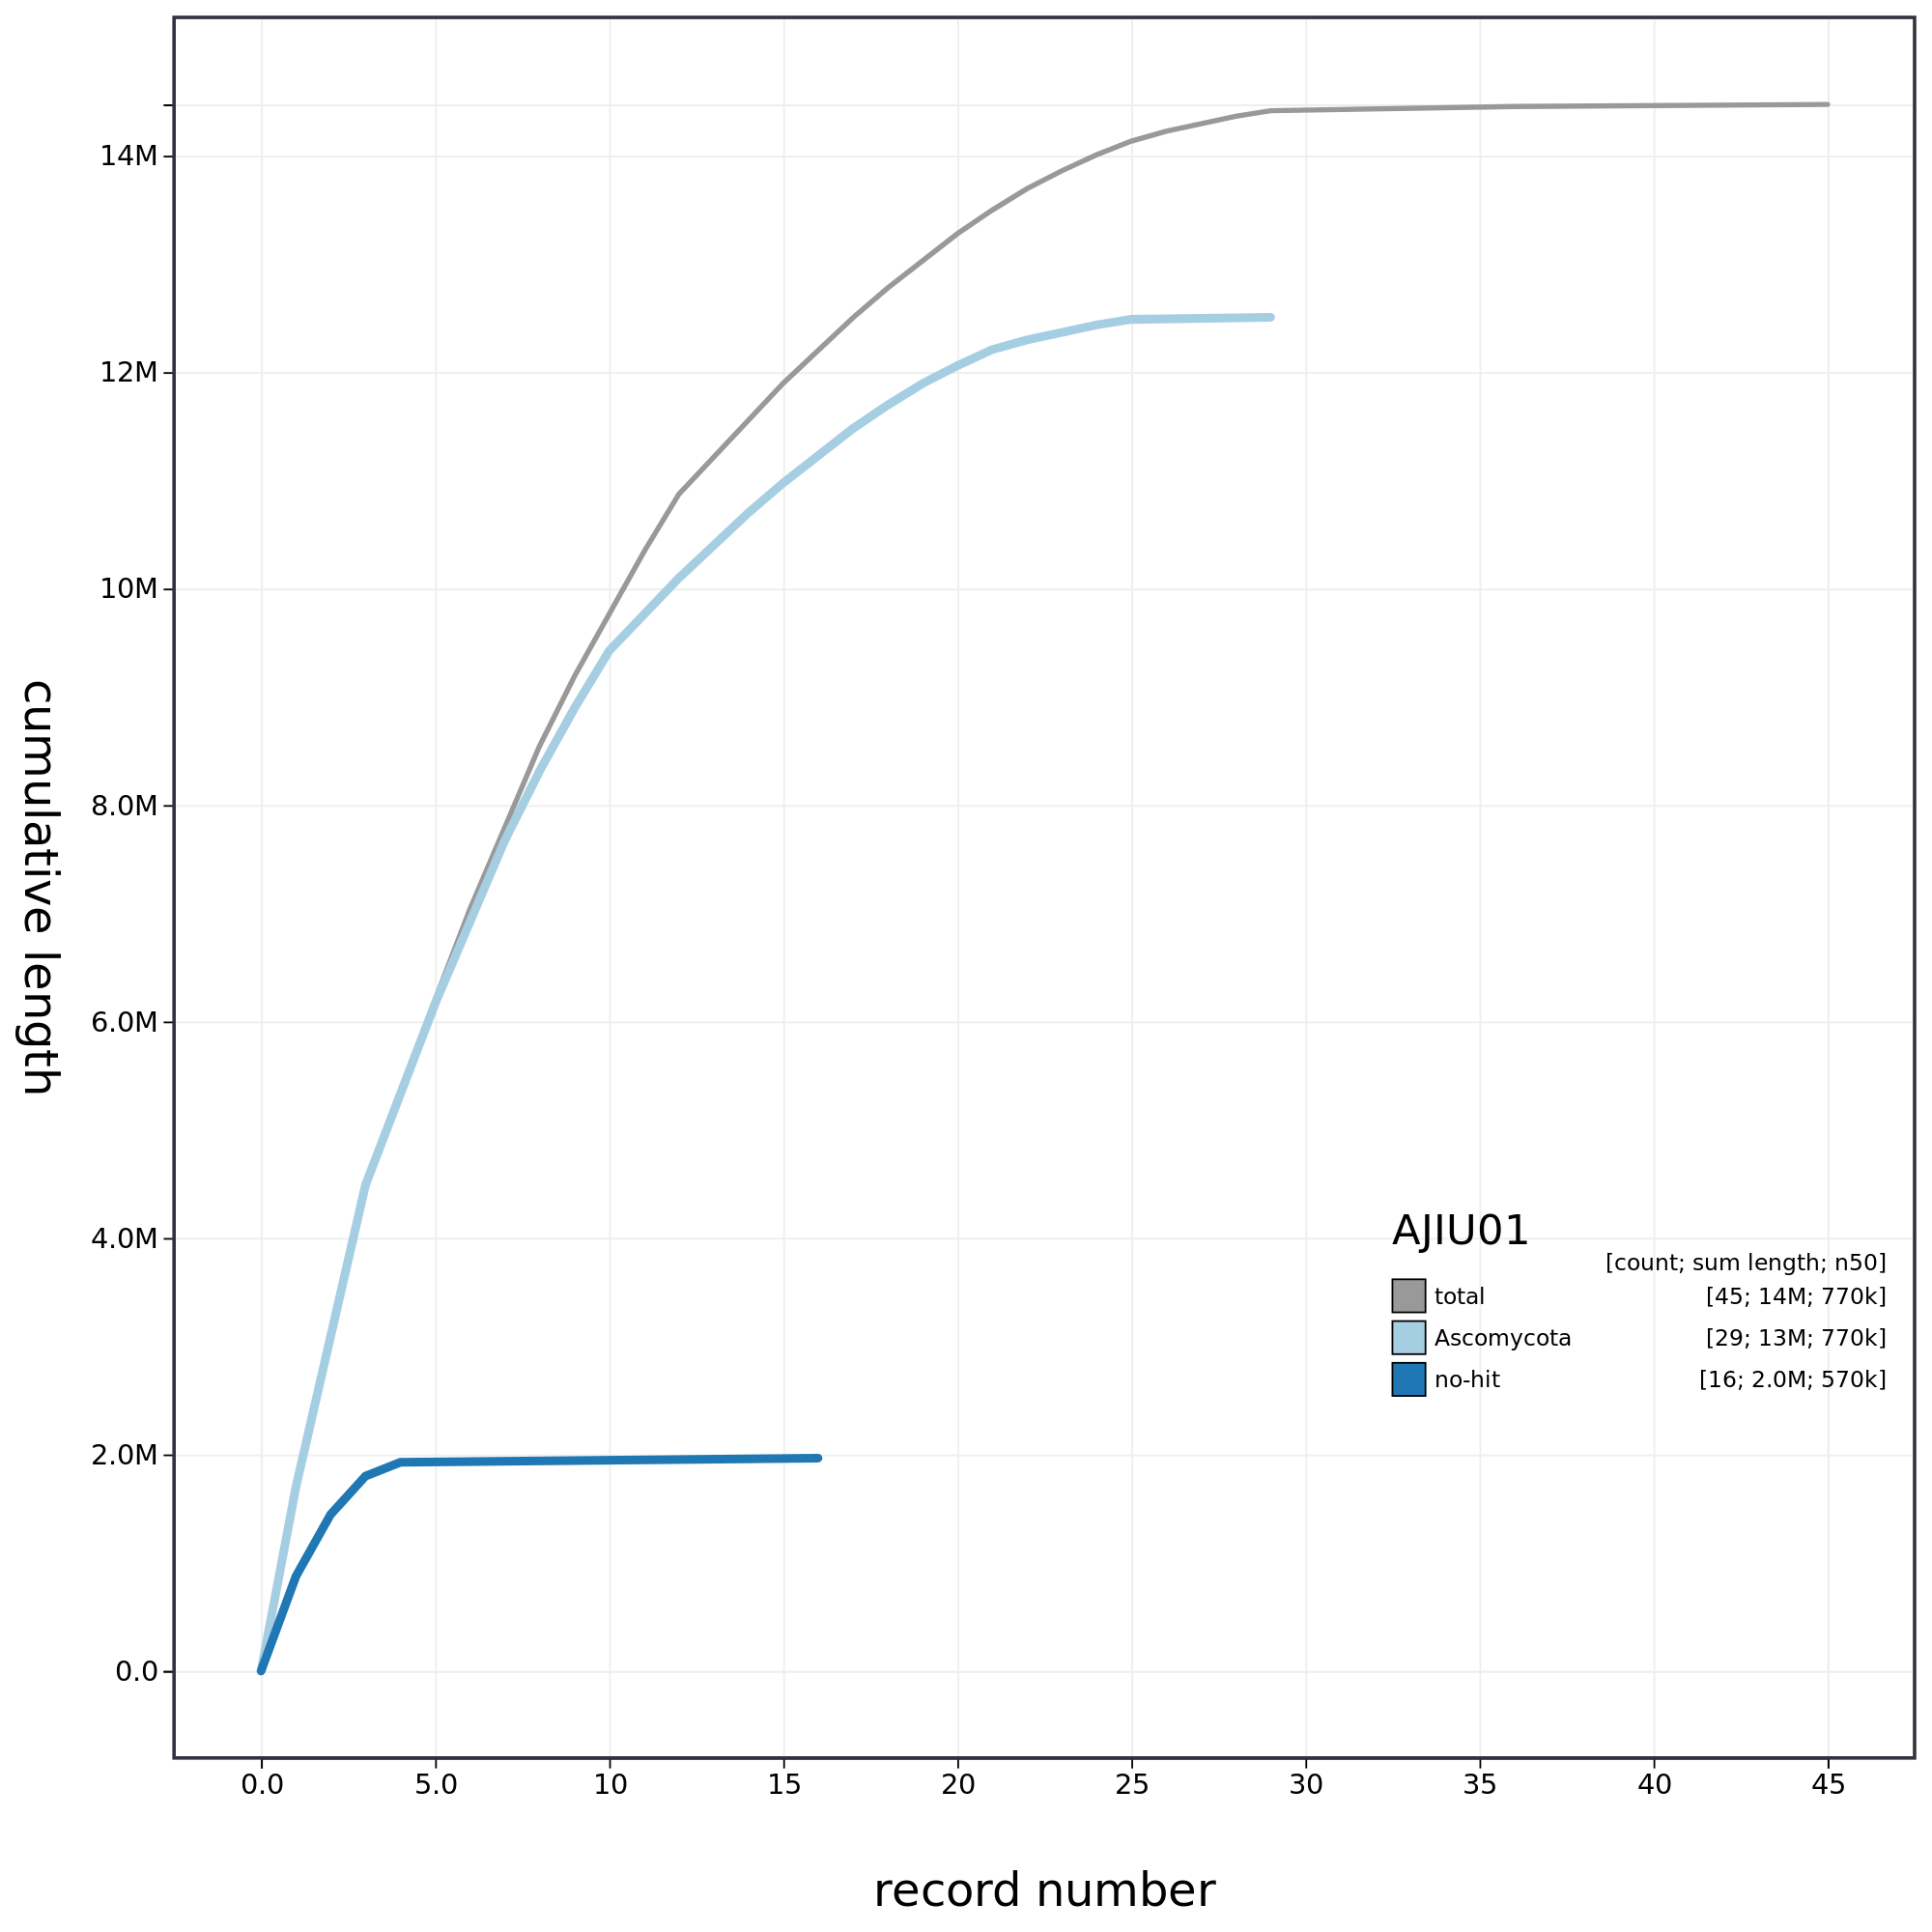 14M
12M
10M
8.0M
6.0M
4.0M
2.0M
0.0
cumulative length
AJIU01
[count; sum length; n50]
total [45; 14M; 770k]
Ascomycota [29; 13M; 770k]
no-hit [16; 2.0M; 570k]
0.0 5.0 10 15 20 25 30 35 40 45
record number